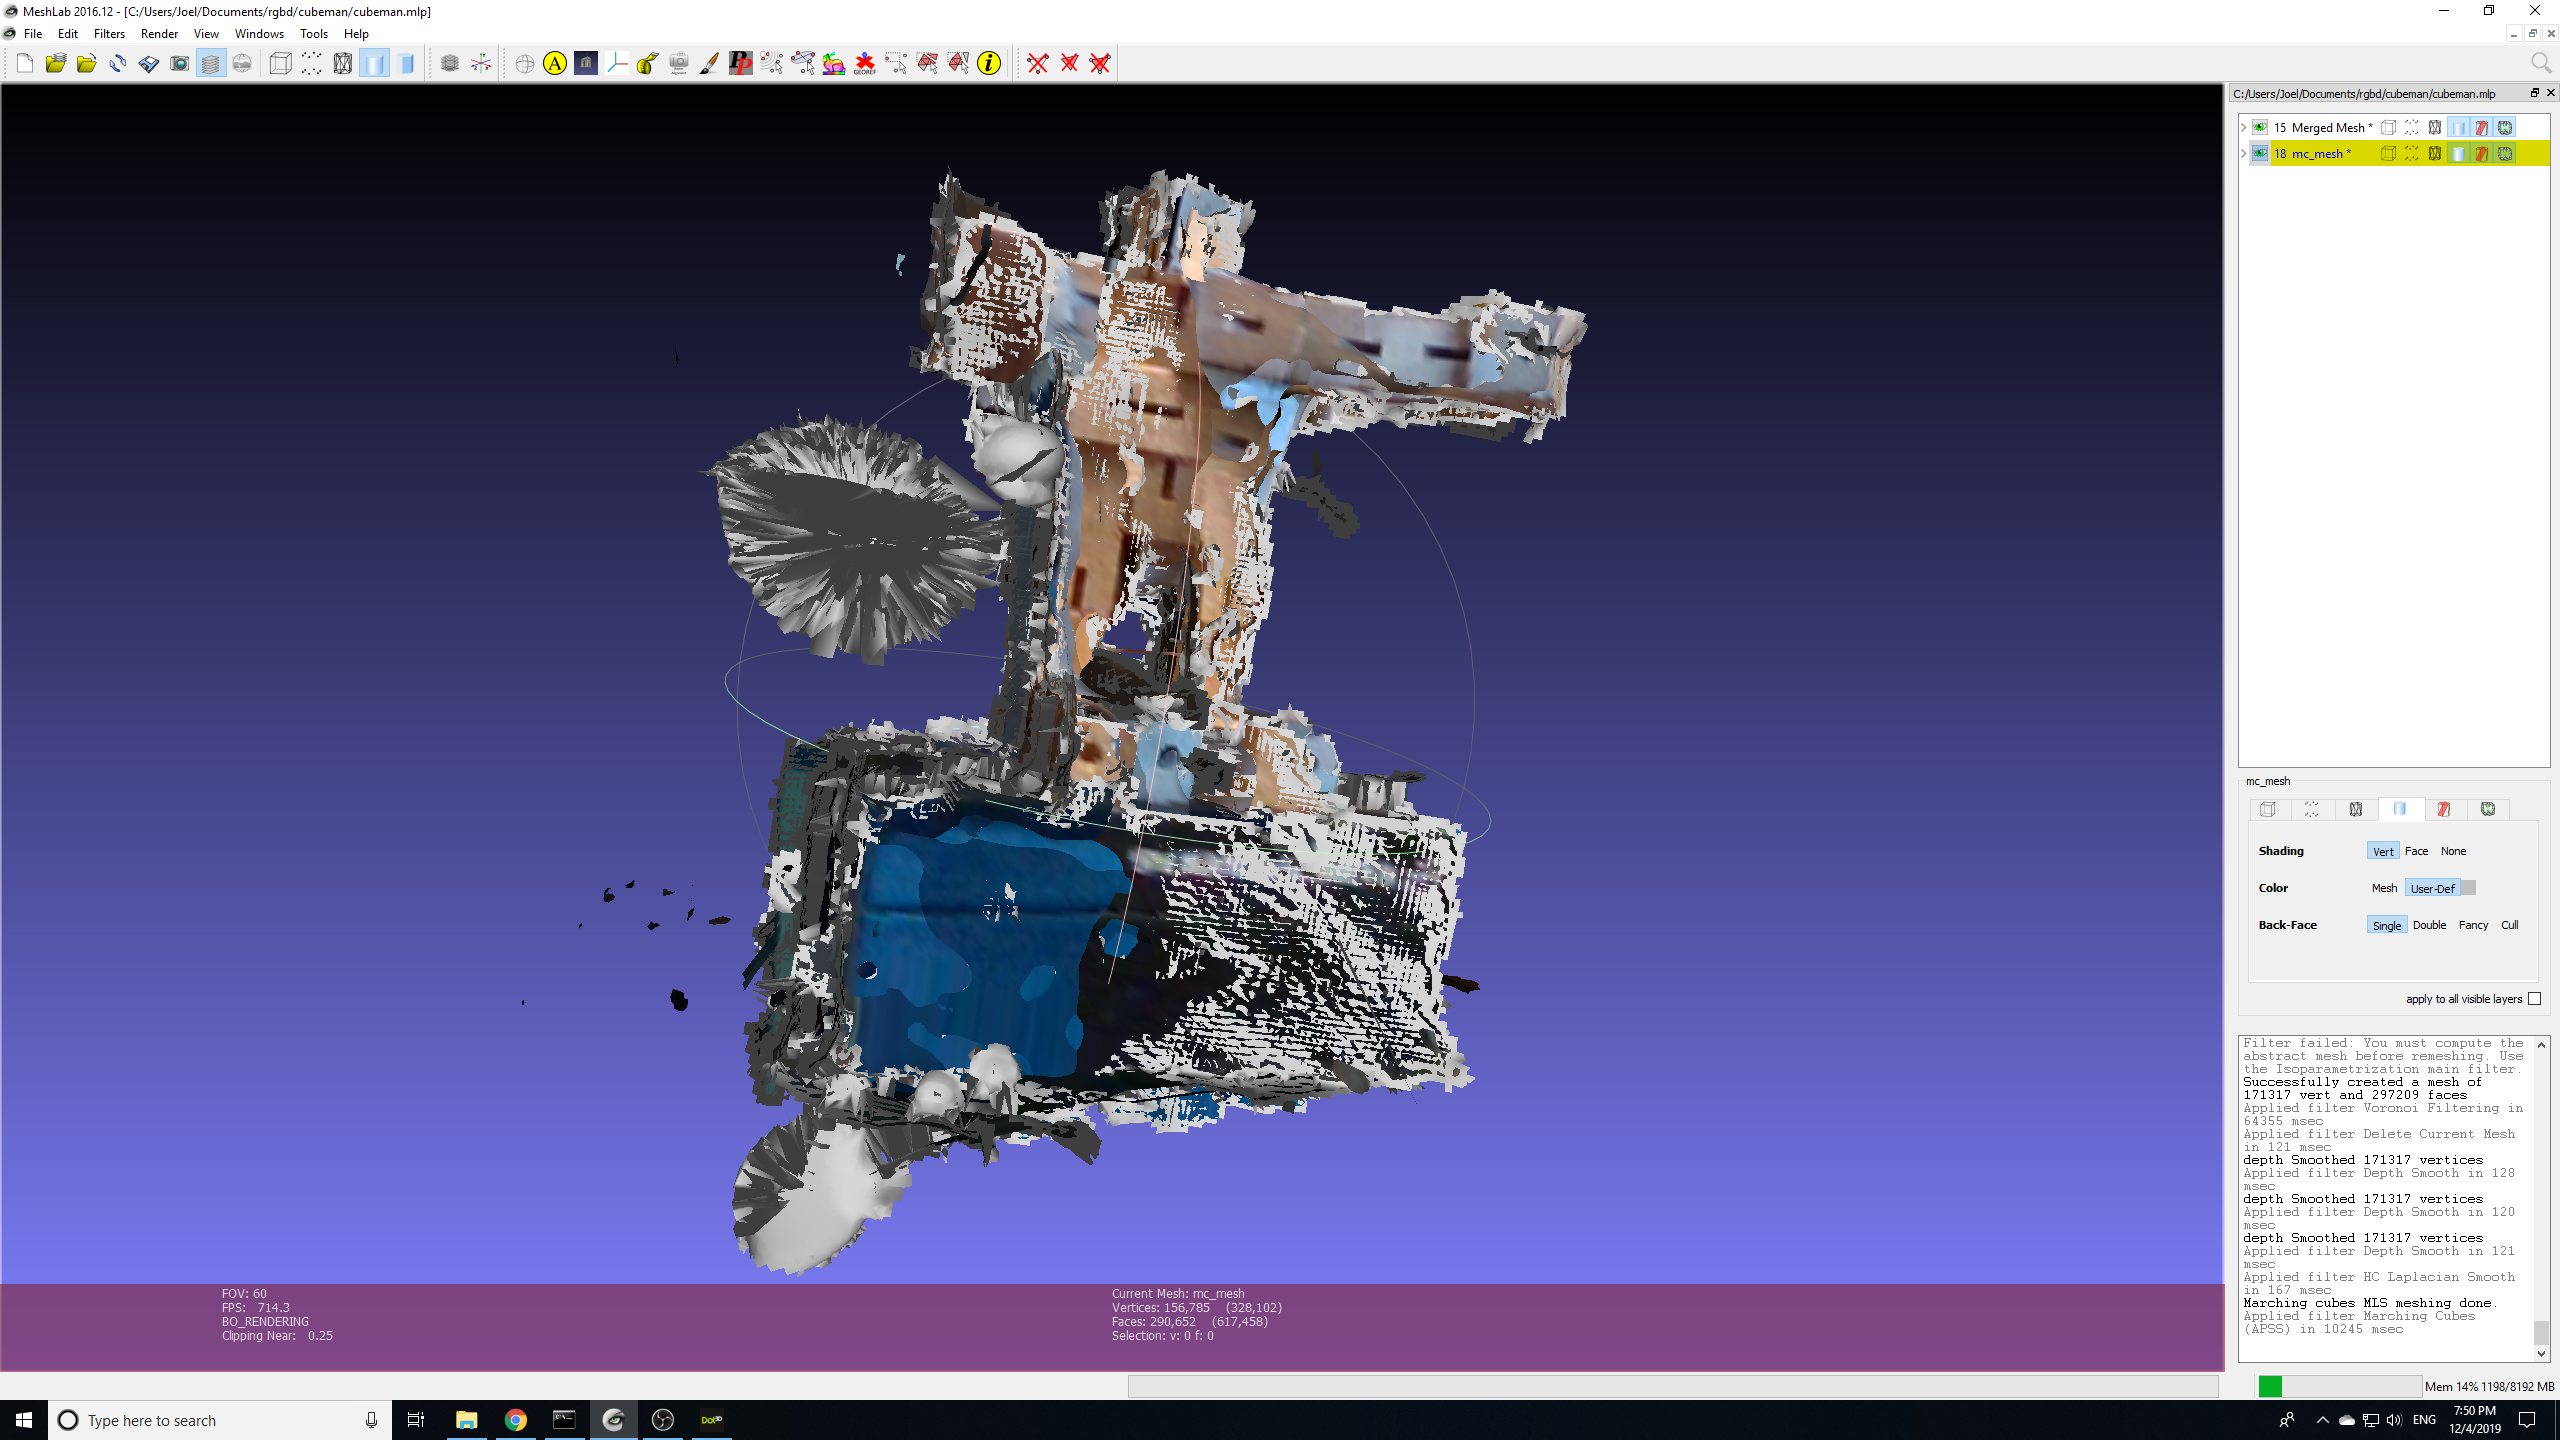 MeshLab 2016.12 - [C:/Users/Joel/Documents/rgbd/cubeman/cubeman.mlp]
File Edit Filters Render View Windows Tools Help
A
PP
GEOREF
i
C:/Users/Joel/Documents/rgbd/cubeman/cubeman.mlp
15 Merged Mesh *
18 mc_mesh *
mc_mesh
Shading Vert Face None
Color Mesh User-Def
Back-Face Single Double Fancy Cull
apply to all visible layers
Filter failed: You must compute the
abstract mesh before remeshing. Use
the Isoparametrization main filter.
Successfully created a mesh of
171317 vert and 297209 faces
Applied filter Voronoi Filtering in
64355 msec
Applied filter Delete Current Mesh
in 121 msec
depth Smoothed 171317 vertices
Applied filter Depth Smooth in 128
msec
depth Smoothed 171317 vertices
Applied filter Depth Smooth in 120
msec
depth Smoothed 171317 vertices
Applied filter Depth Smooth in 121
msec
Applied filter HC Laplacian Smooth
in 167 msec
Marching cubes MLS meshing done.
Applied filter Marching Cubes
(APSS) in 10245 msec
FOV: 60
FPS: 714.3
BO_RENDERING
Clipping Near: 0.25
Current Mesh: mc_mesh
Vertices: 156,785 (328,102)
Faces: 290,652 (617,458)
Selection: v: 0 f: 0
Mem 14% 1198/8192 MB
Type here to search
Dot3D
ENG
7:50 PM
12/4/2019